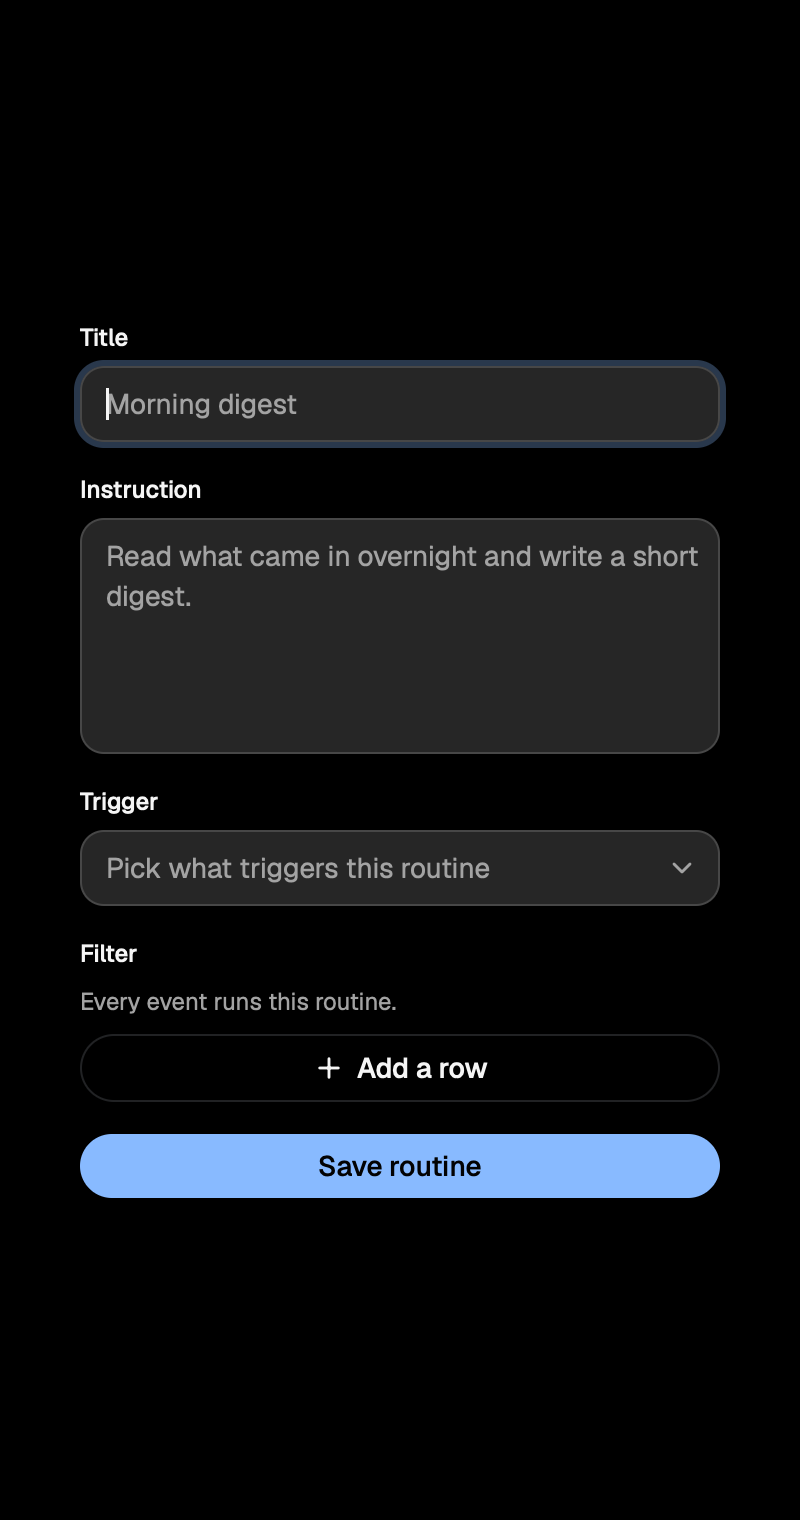 Title
Morning digest
Instruction
Read what came in overnight and write a short
digest.
Trigger
Pick what triggers this routine
Filter
Every event runs this routine.
Add a row
Save routine